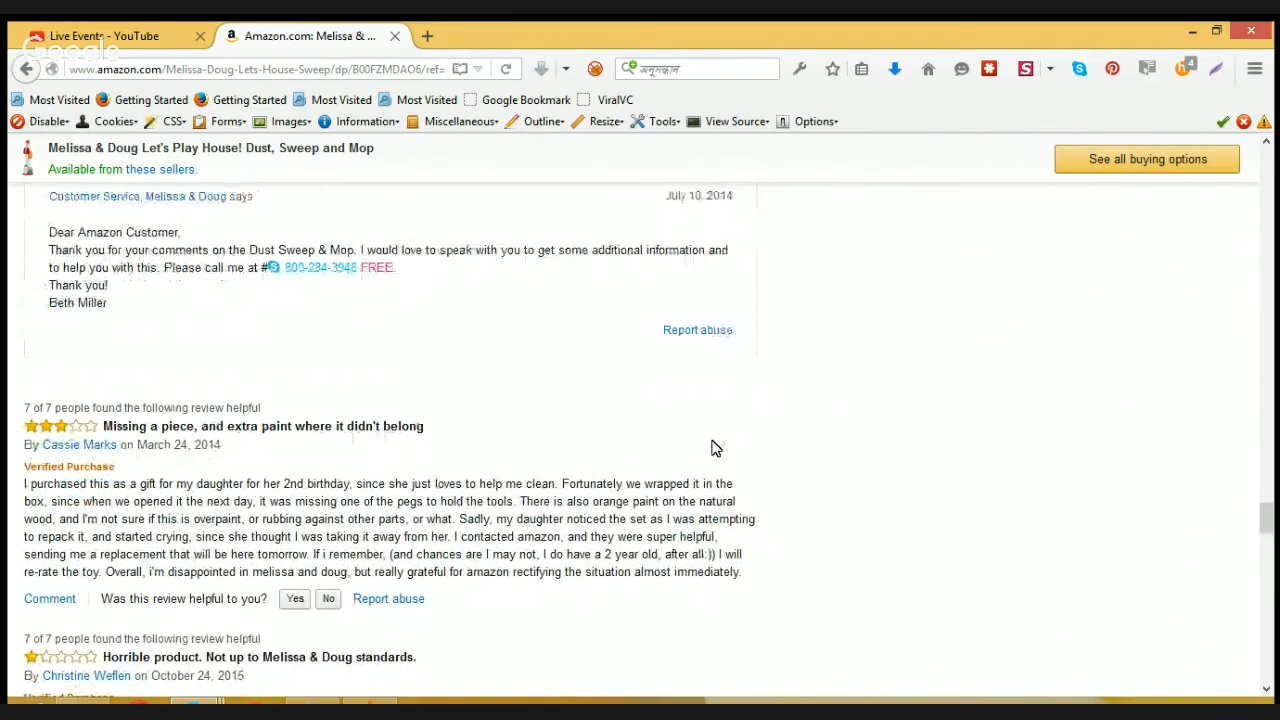 Live Events - YouTube
Amazon.com: Melissa & ...
Google
www.amazon.com/Melissa-Doug-Lets-House-Sweep/dp/B00FZMDAO6/ref=
অনুসন্ধান
4
Most Visited
Getting Started
Getting Started
Most Visited
Most Visited
Google Bookmark
ViralVC
Disable
Cookies
CSS
Forms
Images
Information
Miscellaneous
Outline
Resize
Tools
View Source
Options
Melissa & Doug Let's Play House! Dust, Sweep and Mop
Available from these sellers.
See all buying options
Customer Service, Melissa & Doug says
July 10, 2014
Dear Amazon Customer,
Thank you for your comments on the Dust Sweep & Mop. I would love to speak with you to get some additional information and
to help you with this. Please call me at # 800-284-3948 FREE.
Thank you!
Beth Miller
Report abuse
7 of 7 people found the following review helpful
Missing a piece, and extra paint where it didn't belong
By Cassie Marks on March 24, 2014
Verified Purchase
I purchased this as a gift for my daughter for her 2nd birthday, since she just loves to help me clean. Fortunately we wrapped it in the
box, since when we opened it the next day, it was missing one of the pegs to hold the tools. There is also orange paint on the natural
wood, and I'm not sure if this is overpaint, or rubbing against other parts, or what. Sadly, my daughter noticed the set as I was attempting
to repack it, and started crying, since she thought I was taking it away from her. I contacted amazon, and they were super helpful,
sending me a replacement that will be here tomorrow. If i remember, (and chances are I may not, I do have a 2 year old, after all:)) I will
re-rate the toy. Overall, i'm disappointed in melissa and doug, but really grateful for amazon rectifying the situation almost immediately.
Comment
Was this review helpful to you?
Yes
No
Report abuse
7 of 7 people found the following review helpful
Horrible product. Not up to Melissa & Doug standards.
By Christine Weflen on October 24, 2015